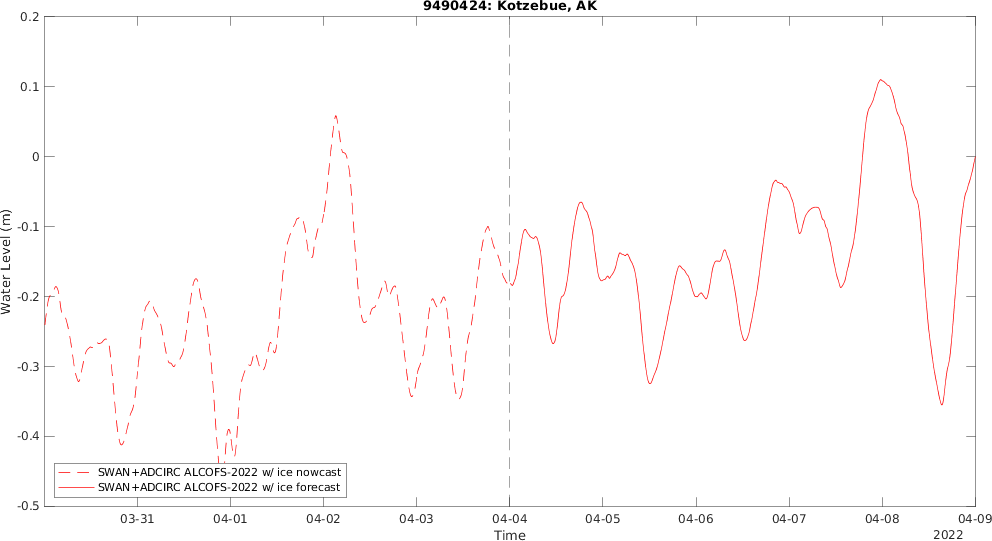 9490424: Kotzebue, AK
0.2
0.1
0
-0.1
-0.2
-0.3
-0.4
-0.5
Water Level (m)
SWAN+ADCIRC ALCOFS-2022 w/ ice nowcast
SWAN+ADCIRC ALCOFS-2022 w/ ice forecast
03-31 04-01 04-02 04-03 04-04 04-05 04-06 04-07 04-08 04-09
Time
2022